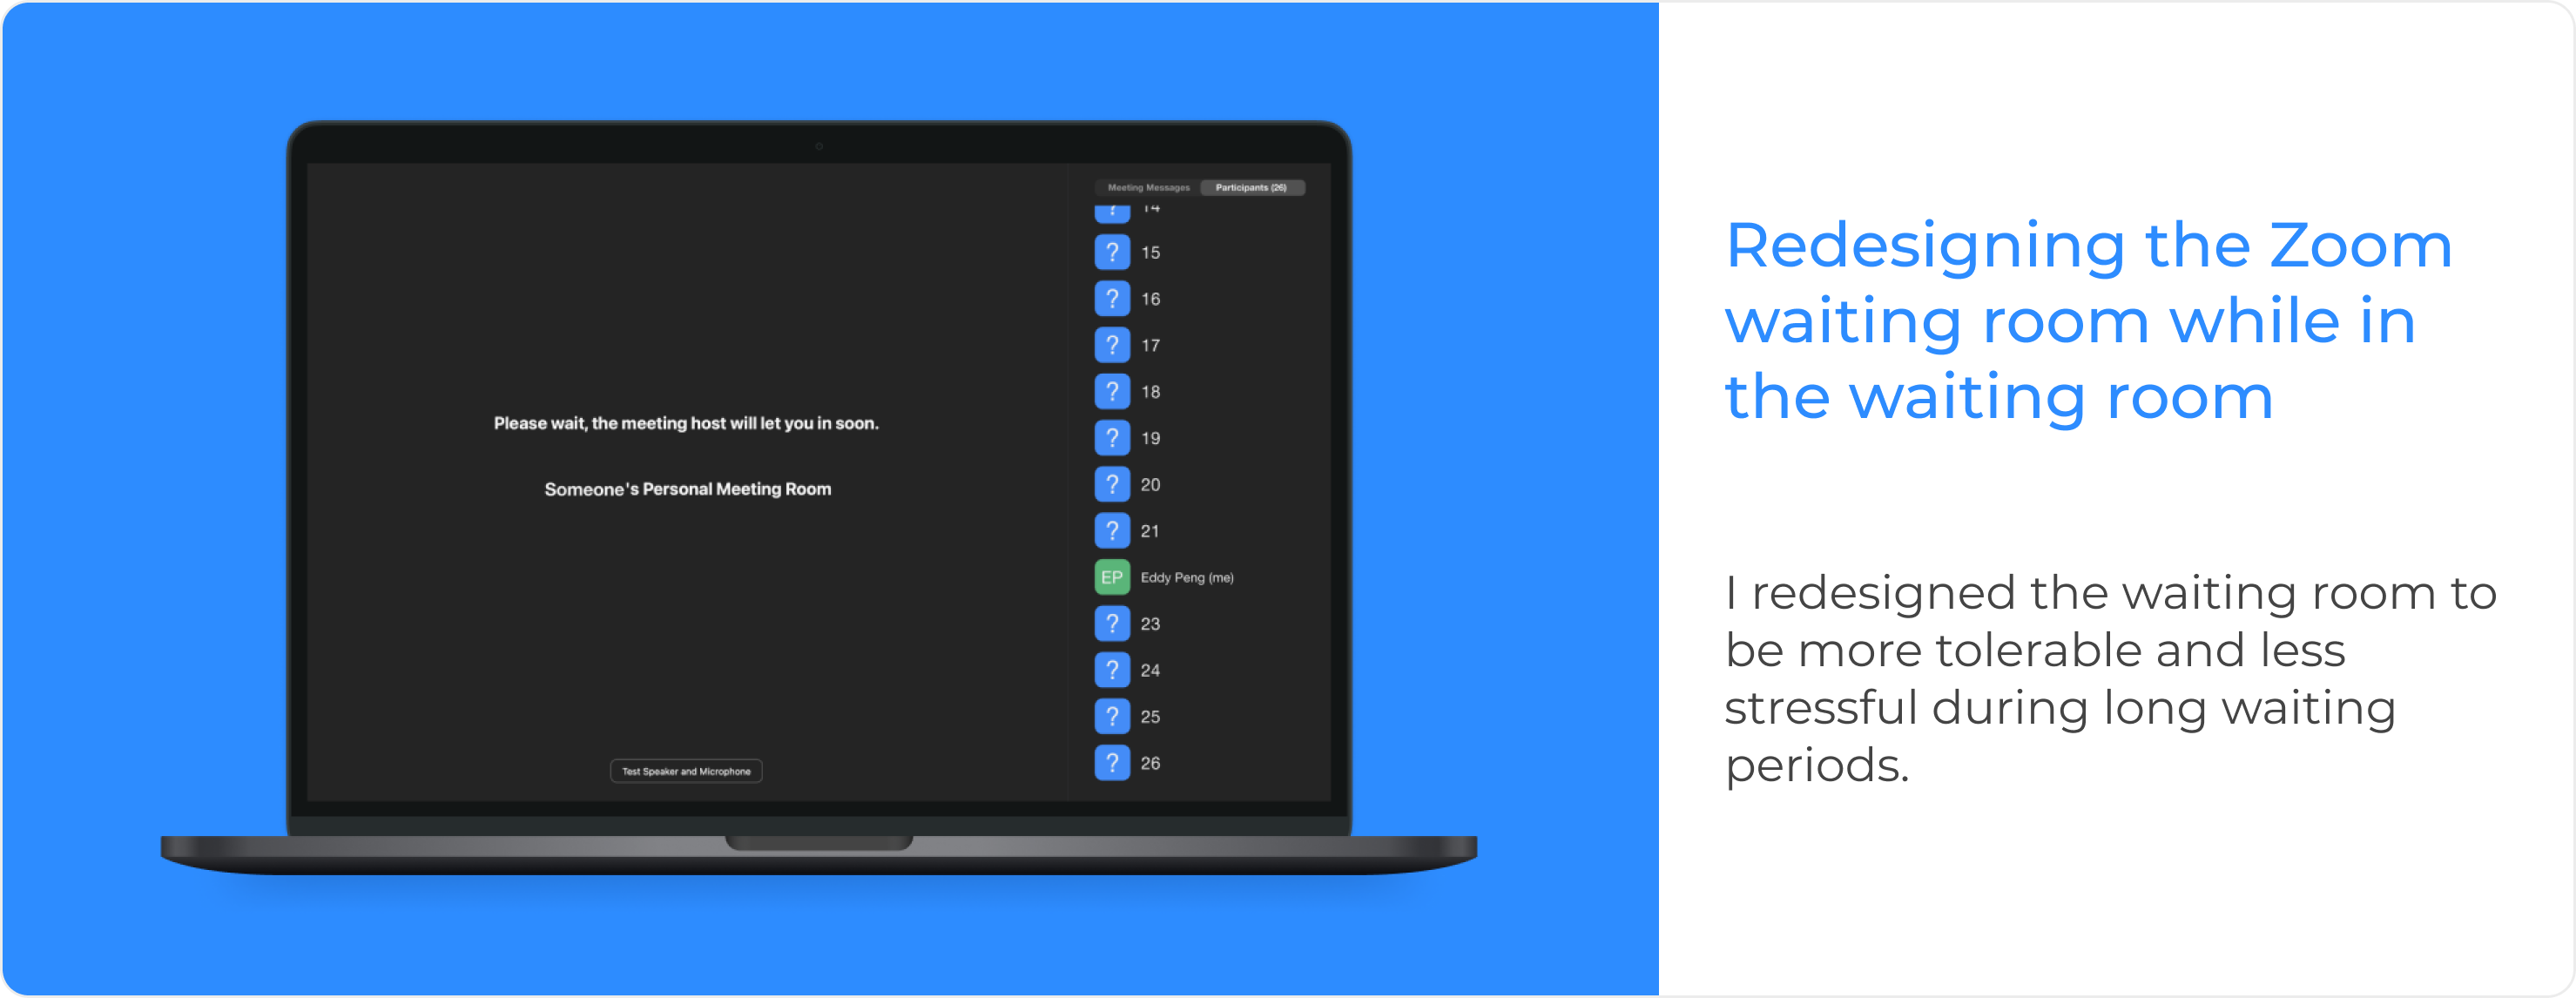 Meeting Messages
Participants (26)
? 14
? 15
? 16
? 17
? 18
? 19
? 20
? 21
EP Eddy Peng (me)
? 23
? 24
? 25
? 26
Please wait, the meeting host will let you in soon.
Someone's Personal Meeting Room
Test Speaker and Microphone
Redesigning the Zoom
waiting room while in
the waiting room
I redesigned the waiting room to
be more tolerable and less
stressful during long waiting
periods.